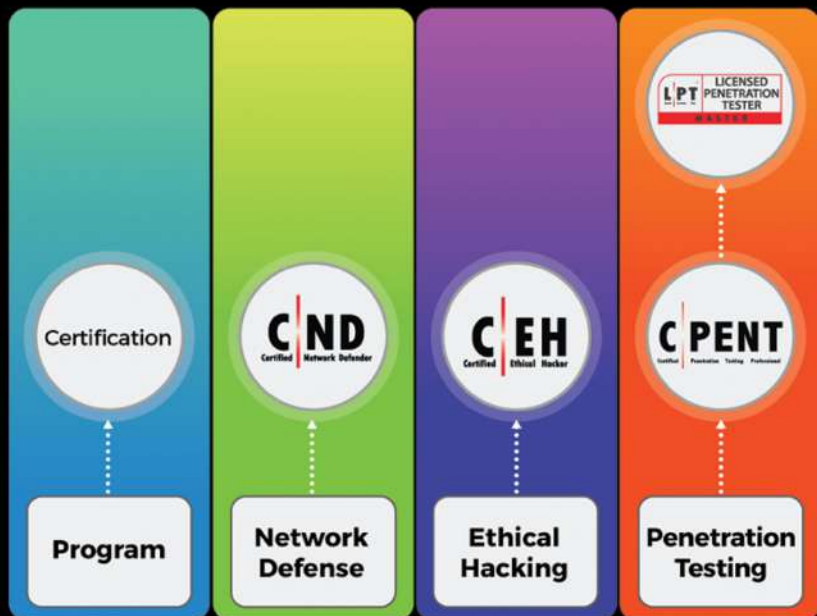 L PT
LICENSED
PENETRATION
TESTER
MASTER
Certification
C ND
Certified Network Defender
C EH
Certified Ethical Hacker
C PENT
Certified Penetration Testing Professional
Program
Network
Defense
Ethical
Hacking
Penetration
Testing